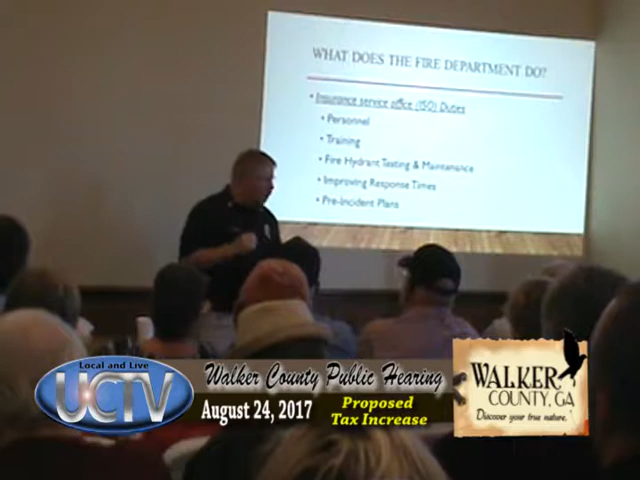 WHAT DOES THE FIRE DEPARTMENT DO?
• Insurance service office (ISO) Duties
• Personnel
• Training
• Fire Hydrant Testing & Maintenance
• Improving Response Times
• Pre-Incident Plans
Local and Live
UCTV
Walker County Public Hearing
August 24, 2017
Proposed
Tax Increase
WALKER
COUNTY, GA
Discover your true nature.